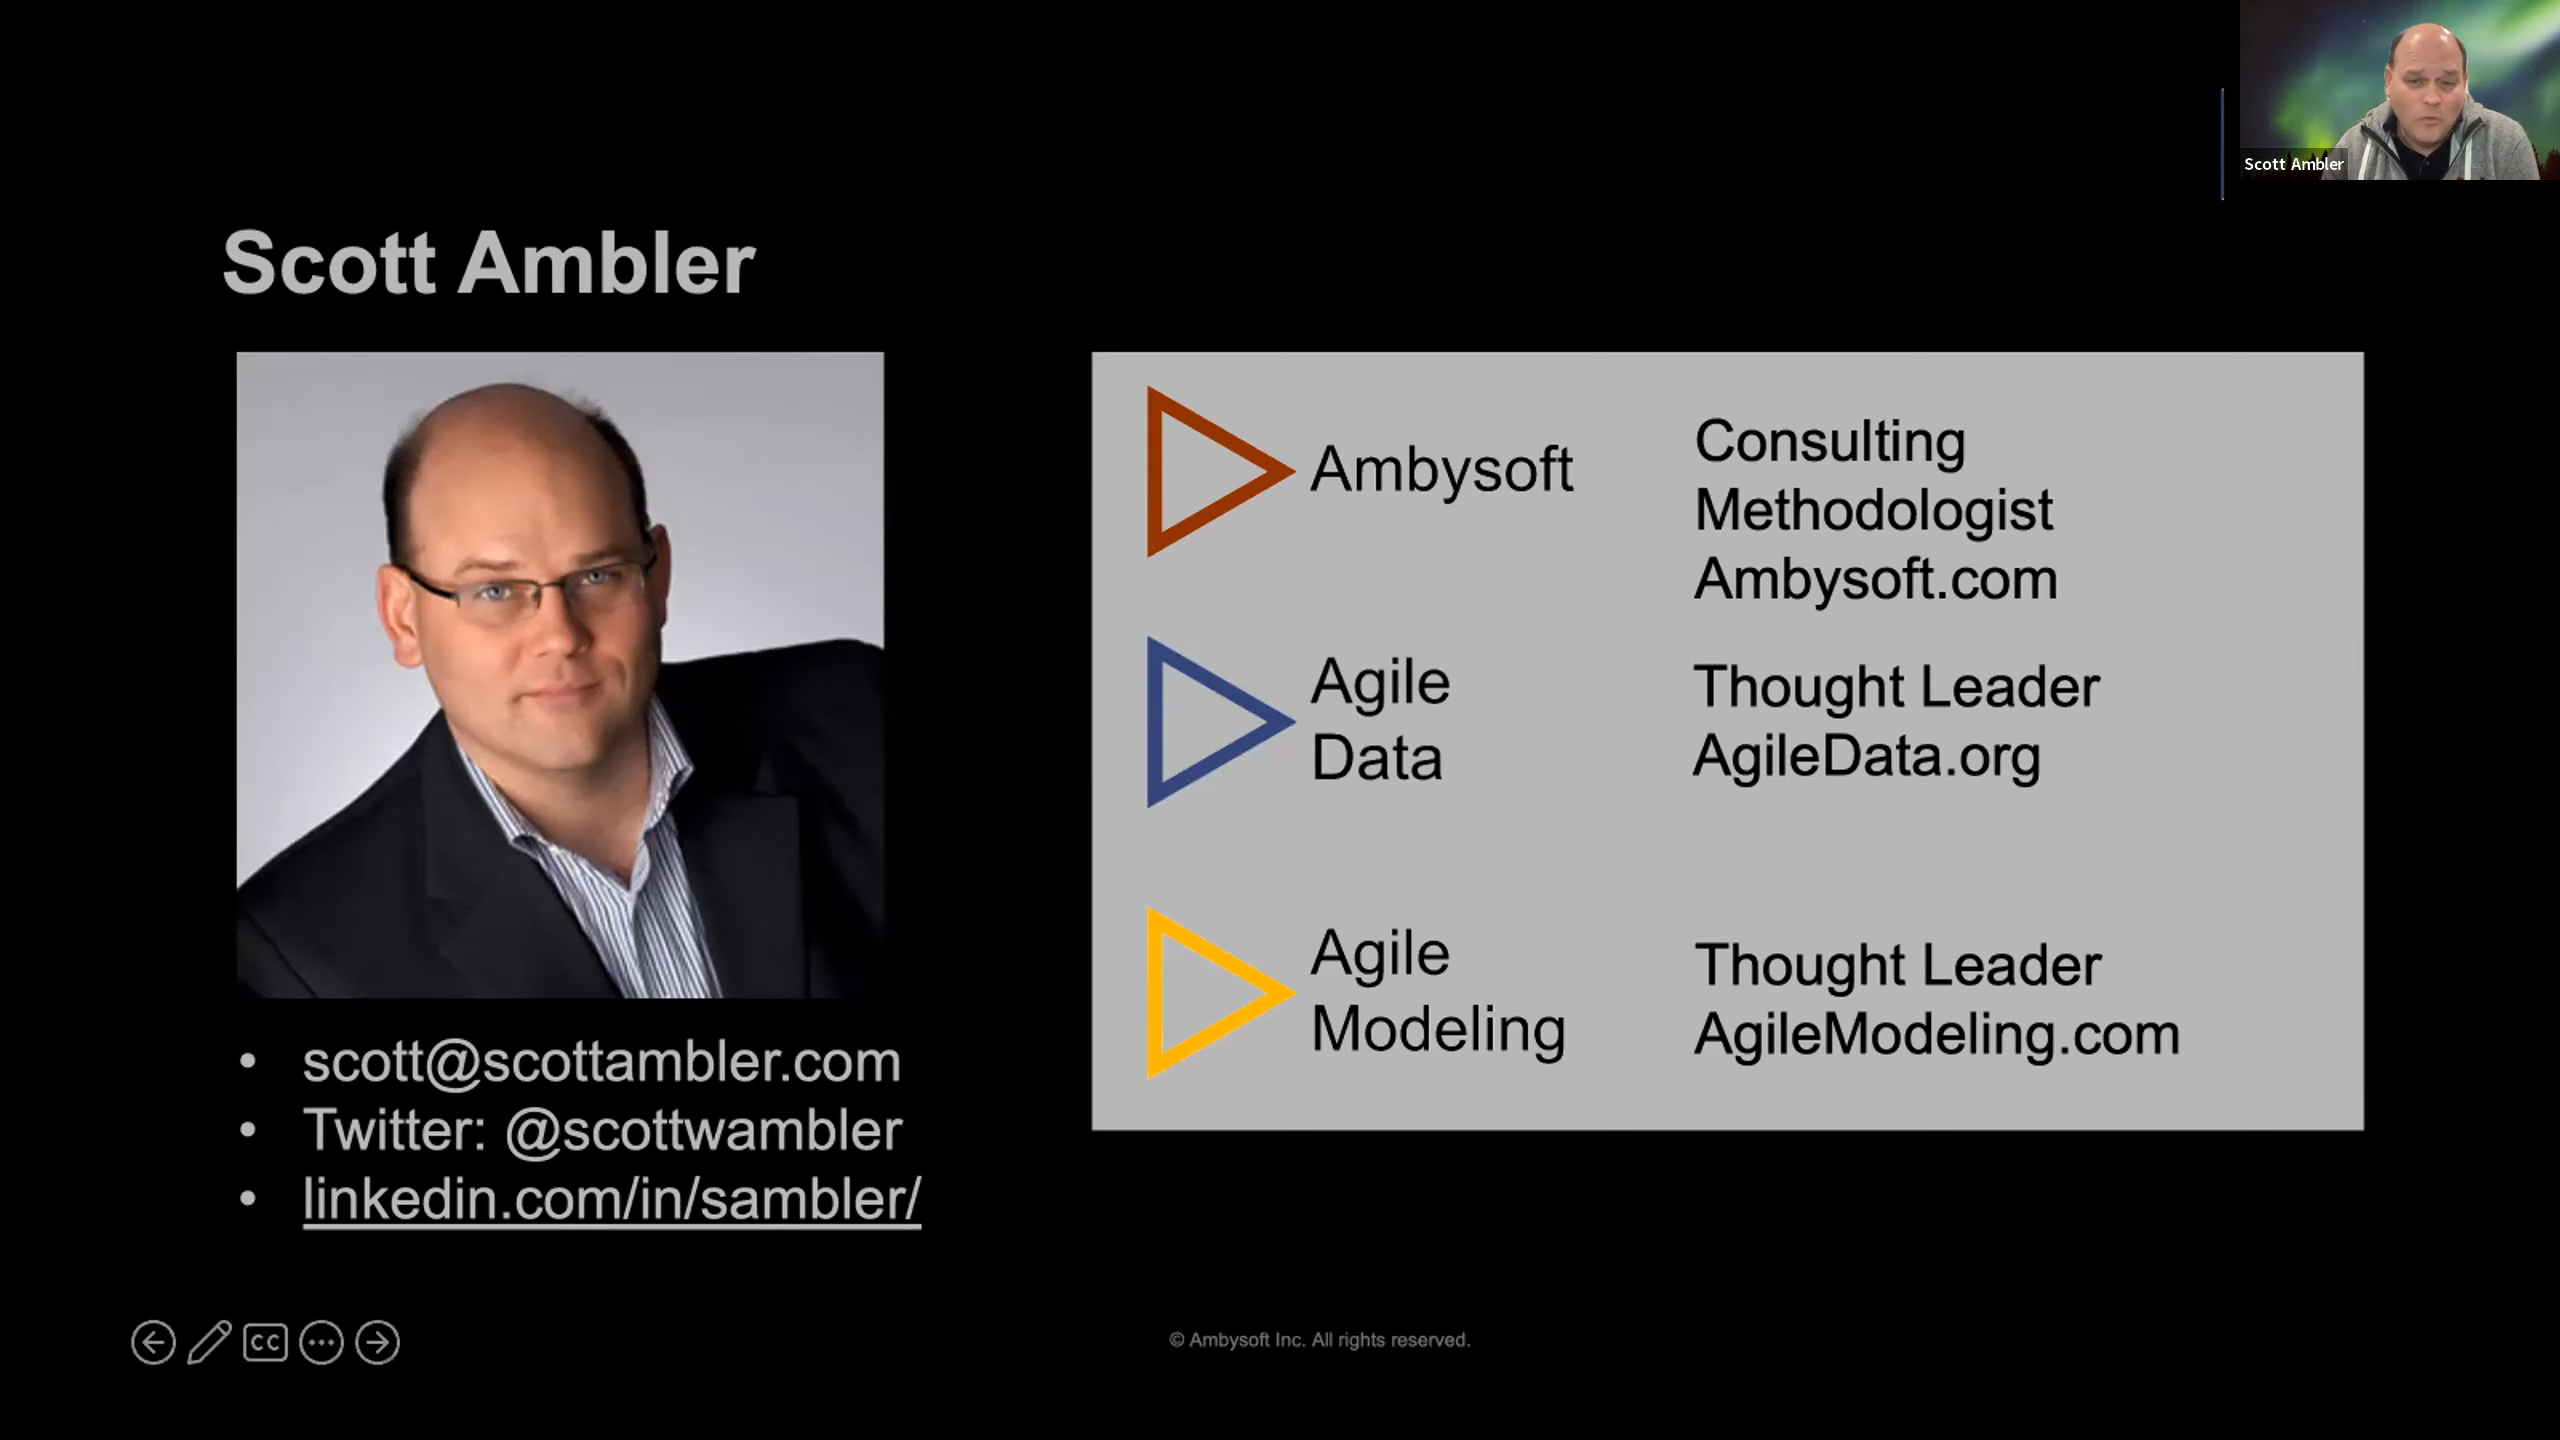 Scott Ambler
Scott Ambler
• scott@scottambler.com
• Twitter: @scottwambler
• linkedin.com/in/sambler/
Ambysoft
Consulting
Methodologist
Ambysoft.com
Agile
Data
Thought Leader
AgileData.org
Agile
Modeling
Thought Leader
AgileModeling.com
CC
© Ambysoft Inc. All rights reserved.